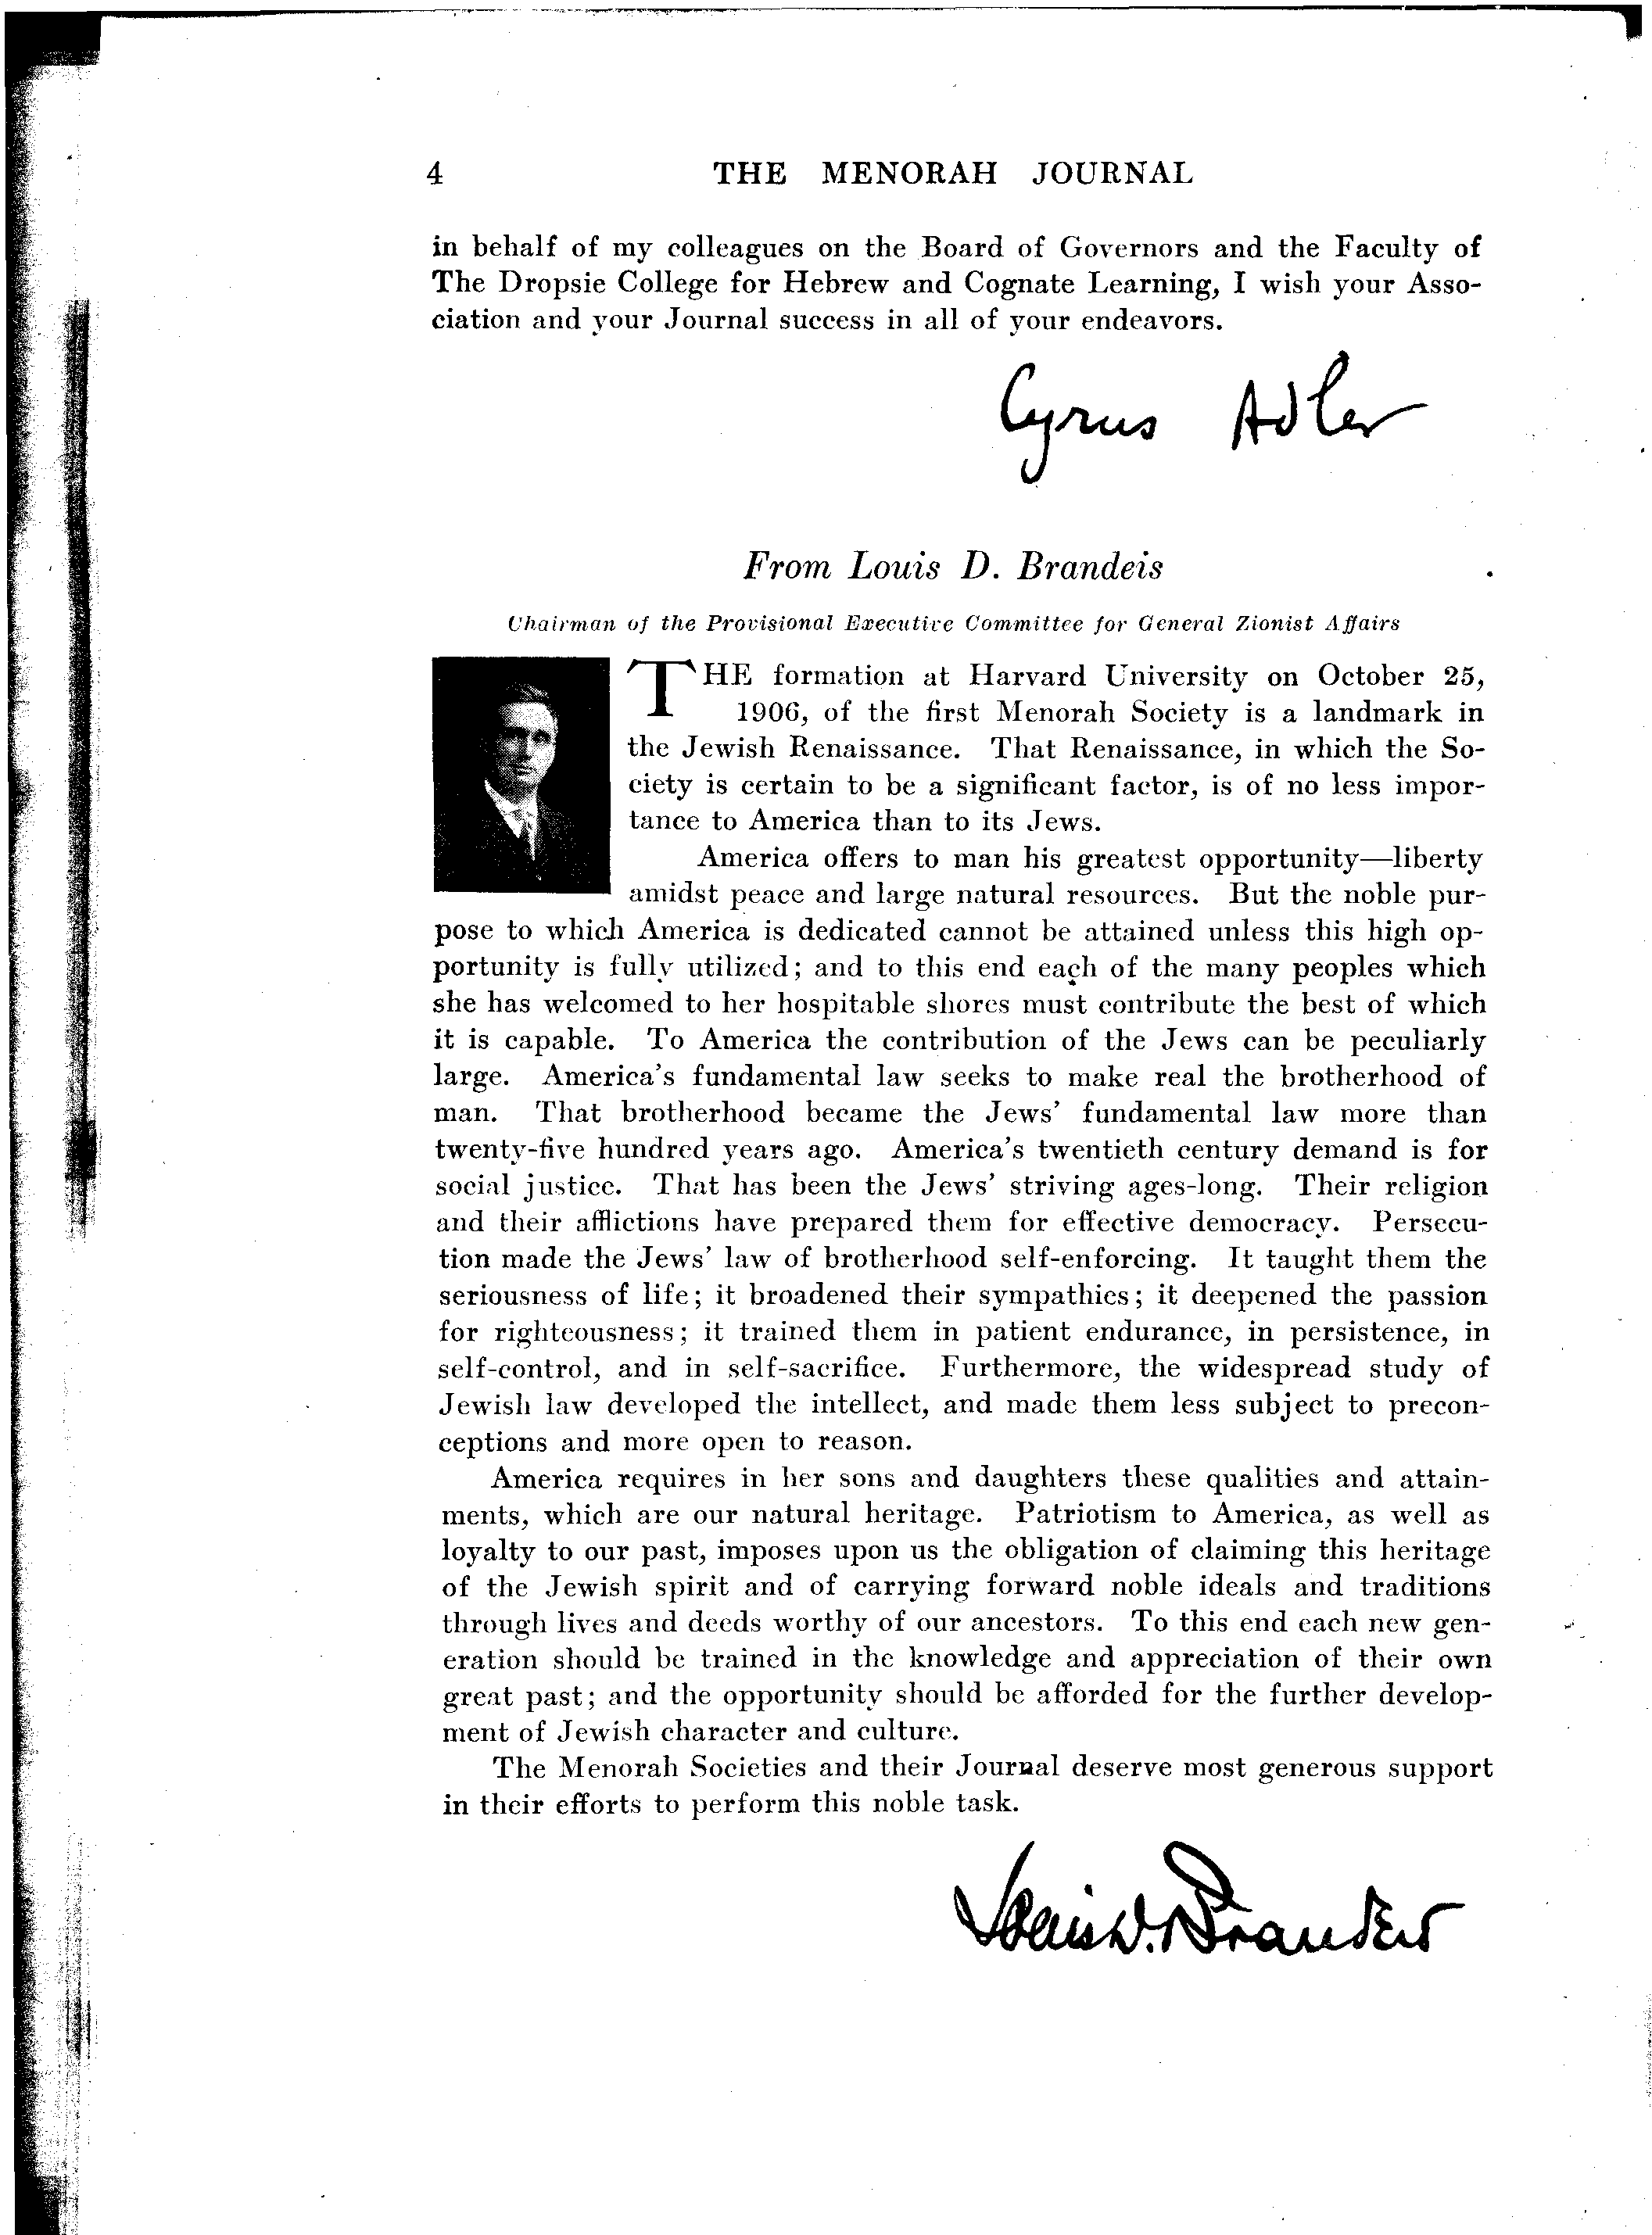 4 THE MENORAH JOURNAL
in behalf of my colleagues on the Board of Governors and the Faculty of
The Dropsie College for Hebrew and Cognate Learning, I wish your Asso-
ciation and your Journal success in all of your endeavors.
Cyrus Adler
From Louis D. Brandeis
Chairman of the Provisional Executive Committee for General Zionist Affairs
THE formation at Harvard University on October 25,
1906, of the first Menorah Society is a landmark in
the Jewish Renaissance. That Renaissance, in which the So-
ciety is certain to be a significant factor, is of no less impor-
tance to America than to its Jews.
America offers to man his greatest opportunity—liberty
amidst peace and large natural resources. But the noble pur-
pose to which America is dedicated cannot be attained unless this high op-
portunity is fully utilized; and to this end each of the many peoples which
she has welcomed to her hospitable shores must contribute the best of which
it is capable. To America the contribution of the Jews can be peculiarly
large. America's fundamental law seeks to make real the brotherhood of
man. That brotherhood became the Jews' fundamental law more than
twenty-five hundred years ago. America's twentieth century demand is for
social justice. That has been the Jews' striving ages-long. Their religion
and their afflictions have prepared them for effective democracy. Persecu-
tion made the Jews' law of brotherhood self-enforcing. It taught them the
seriousness of life; it broadened their sympathies; it deepened the passion
for righteousness; it trained them in patient endurance, in persistence, in
self-control, and in self-sacrifice. Furthermore, the widespread study of
Jewish law developed the intellect, and made them less subject to precon-
ceptions and more open to reason.
America requires in her sons and daughters these qualities and attain-
ments, which are our natural heritage. Patriotism to America, as well as
loyalty to our past, imposes upon us the obligation of claiming this heritage
of the Jewish spirit and of carrying forward noble ideals and traditions
through lives and deeds worthy of our ancestors. To this end each new gen-
eration should be trained in the knowledge and appreciation of their own
great past; and the opportunity should be afforded for the further develop-
ment of Jewish character and culture.
The Menorah Societies and their Journal deserve most generous support
in their efforts to perform this noble task.
Louis D. Brandeis